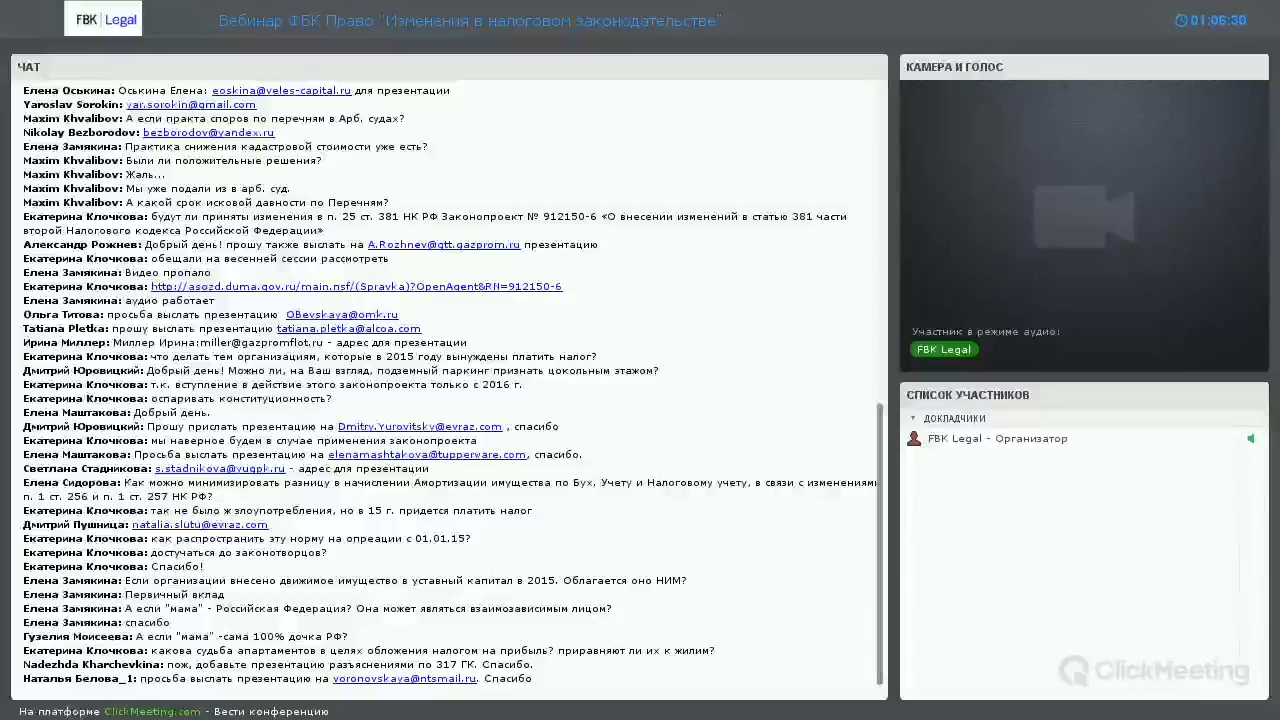 FBK Legal
Вебинар ФБК Право "Изменения в налоговом законодательстве"
01:06:30
ЧАТ
Елена Оськина: Оськина Елена: eoskina@veles-capital.ru для презентации
Yaroslav Sorokin: yar.sorokin@gmail.com
Maxim Khvalibov: А если практа споров по перечням в Арб. судах?
Nikolay Bezborodov: bezborodov@yandex.ru
Елена Замякина: Практика снижения кадастровой стоимости уже есть?
Maxim Khvalibov: Были ли положительные решения?
Maxim Khvalibov: Жаль...
Maxim Khvalibov: Мы уже подали из в арб. суд.
Maxim Khvalibov: А какой срок исковой давности по Перечням?
Екатерина Клочкова: будут ли приняты изменения в п. 25 ст. 381 НК РФ Законопроект № 912150-6 «О внесении изменений в статью 381 части
второй Налогового кодекса Российской Федерации»
Александр Рожнев: Добрый день! прошу также выслать на A.Rozhnev@gtt.gazprom.ru презентацию
Екатерина Клочкова: обещали на весенней сессии рассмотреть
Елена Замякина: Видео пропало
Екатерина Клочкова: http://asozd.duma.gov.ru/main.nsf/(Spravka)?OpenAgent&RN=912150-6
Елена Замякина: аудио работает
Ольга Титова: просьба выслать презентацию OBevskaya@omk.ru
Tatiana Pletka: прошу выслать презентацию tatiana.pletka@alcoa.com
Ирина Миллер: Миллер Ирина:miller@gazpromflot.ru - адрес для презентации
Екатерина Клочкова: что делать тем организациям, которые в 2015 году вынуждены платить налог?
Дмитрий Юровицкий: Добрый день! Можно ли, на Ваш взгляд, подземный паркинг признать цокольным этажом?
Екатерина Клочкова: т.к. вступление в действие этого законопроекта только с 2016 г.
Екатерина Клочкова: оспаривать конституционность?
Елена Маштакова: Добрый день.
Дмитрий Юровицкий: Прошу прислать презентацию на Dmitry.Yurovitsky@evraz.com , спасибо
Екатерина Клочкова: мы наверное будем в случае применения законопроекта
Елена Маштакова: Просьба выслать презентацию на elenamashtakova@tupperware.com, спасибо.
Светлана Стадникова: s.stadnikova@yugpk.ru - адрес для презентации
Елена Сидорова: Как можно минимизировать разницу в начислении Амортизации имущества по Бух, Учету и Налоговому учету, в связи с изменениями
п. 1 ст. 256 и п. 1 ст. 257 НК РФ?
Екатерина Клочкова: так не было ж злоупотребления, но в 15 г. придется платить налог
Дмитрий Пушница: natalia.slutu@evraz.com
Екатерина Клочкова: как распространить эту норму на опреации с 01.01.15?
Екатерина Клочкова: достучаться до законотворцов?
Екатерина Клочкова: Спасибо!
Елена Замякина: Если организации внесено движимое имущество в уставный капитал в 2015. Облагается оно НИМ?
Елена Замякина: Первичный вклад
Елена Замякина: А если "мама" - Российская Федерация? Она может являться взаимозависимым лицом?
Елена Замякина: спасибо
Гузелия Моисеева: А если "мама" -сама 100% дочка РФ?
Екатерина Клочкова: какова судьба апартаментов в целях обложения налогом на прибыль? приравняют ли их к жилим?
Nadezhda Kharchevkina: пож, добавьте презентацию разъяснениями по 317 ГК. Спасибо.
Наталья Белова_1: просьба выслать презентацию на voronovskaya@ntsmail.ru. Спасибо
КАМЕРА И ГОЛОС
Участник в режиме аудио:
FBK Legal
СПИСОК УЧАСТНИКОВ
ДОКЛАДЧИКИ
FBK Legal - Организатор
ClickMeeting
На платформе ClickMeeting.com - Вести конференцию